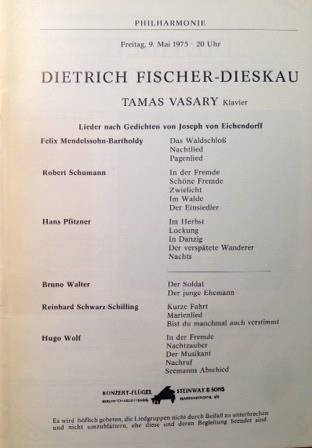 PHILHARMONIE
Freitag, 9. Mai 1975 · 20 Uhr
DIETRICH FISCHER-DIESKAU
TAMAS VASARY Klavier
Lieder nach Gedichten von Joseph von Eichendorff
Felix Mendelssohn-Bartholdy Das Waldschloß
Nachtlied
Pagenlied
Robert Schumann In der Fremde
Schöne Fremde
Zwielicht
Im Walde
Der Einsiedler
Hans Pfitzner Im Herbst
Lockung
In Danzig
Der verspätete Wanderer
Nachts
Bruno Walter Der Soldat
Der junge Ehemann
Reinhard Schwarz-Schilling Kurze Fahrt
Marienlied
Bist du manchmal auch verstimmt
Hugo Wolf In der Fremde
Nachtzauber
Der Musikant
Nachruf
Seemanns Abschied
KONZERT-FLÜGEL STEINWAY & SONS
BERLIN-CHARLOTTENBURG
Es wird höflich gebeten, die Liedgruppen nicht durch Beifall zu unterbrechen
und nicht umzublättern, ehe diese und deren Begleitung beendet sind.